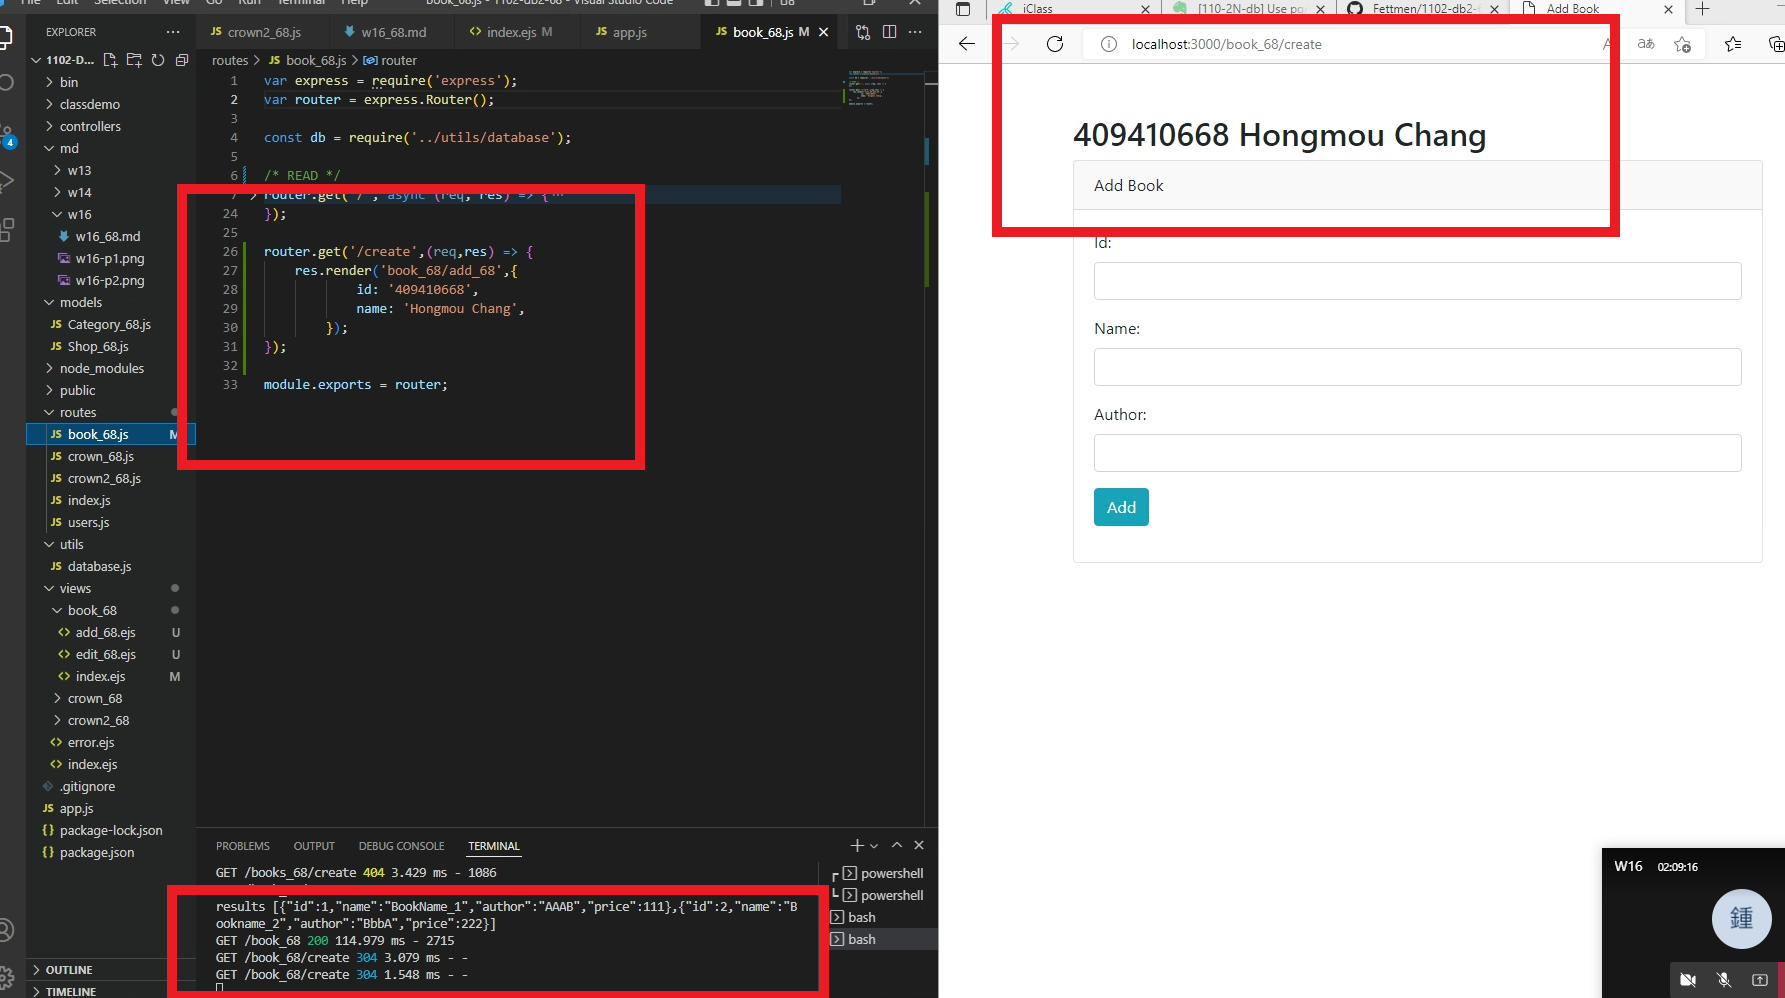 File Edit Selection View Go Run Terminal Help
book_68.js - 1102-db2-68 - Visual Studio Code
EXPLORER
1102-D...
bin
classdemo
controllers
md
w13
w14
w16
w16_68.md
w16-p1.png
w16-p2.png
models
Category_68.js
Shop_68.js
node_modules
public
routes
book_68.js M
crown_68.js
crown2_68.js
index.js
users.js
utils
database.js
views
book_68
add_68.ejs U
edit_68.ejs U
index.ejs M
crown_68
crown2_68
error.ejs
index.ejs
.gitignore
app.js
package-lock.json
package.json
OUTLINE
TIMELINE
4
crown2_68.js
w16_68.md
index.ejs M
app.js
book_68.js M
routes > JS book_68.js > router
1 var express = require('express');
2 var router = express.Router();
3
4 const db = require('../utils/database');
5
6 /* READ */
7 router.get('/', async (req, res) => { ...
24 });
25
26 router.get('/create',(req,res) => {
27 res.render('book_68/add_68',{
28 id: '409410668',
29 name: 'Hongmou Chang',
30 });
31 });
32
33 module.exports = router;
PROBLEMS OUTPUT DEBUG CONSOLE TERMINAL
GET /books_68/create 404 3.429 ms - 1086
results [{"id":1,"name":"BookName_1","author":"AAAB","price":111},{"id":2,"name":"B
ookname_2","author":"BbbA","price":222}]
GET /book_68 200 114.979 ms - 2715
GET /book_68/create 304 3.079 ms - -
GET /book_68/create 304 1.548 ms - -
powershell
powershell
bash
bash
iClass
[110-2N-db] Use
Fettmen/1102-db2-
Add Book
localhost:3000/book_68/create
aあ
409410668 Hongmou Chang
Add Book
Id:
Name:
Author:
Add
W16 02:09:16
鍾